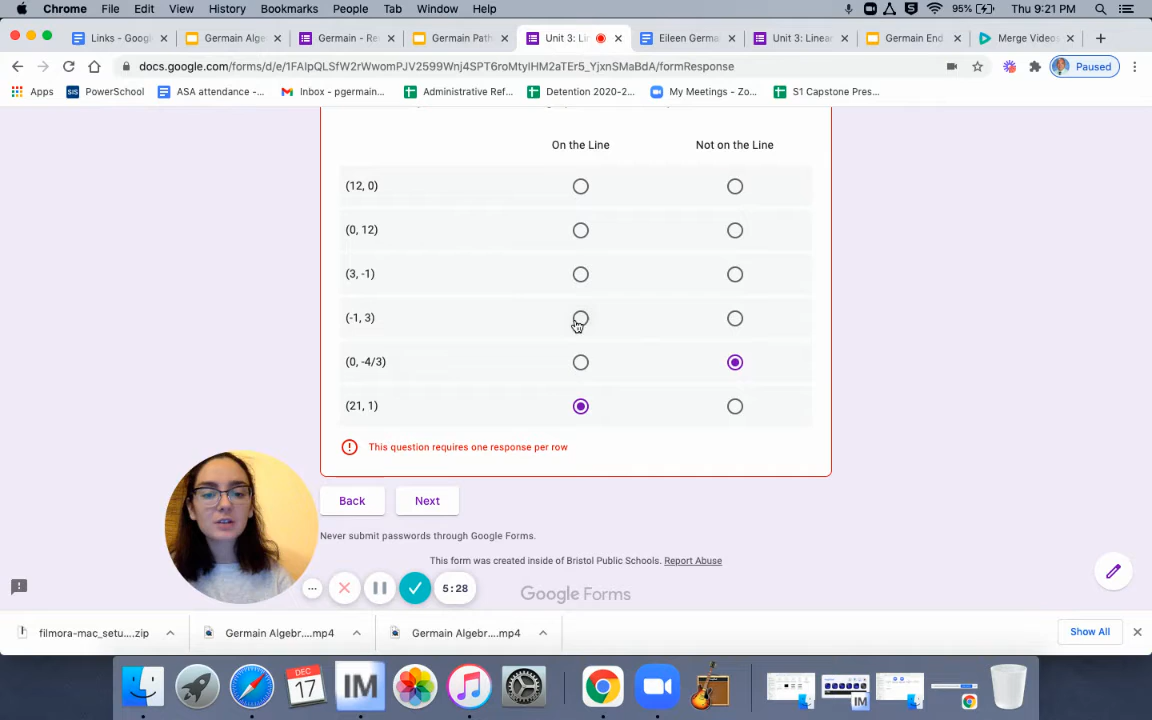 Chrome File Edit View History Bookmarks People Tab Window Help 95% Thu 9:21 PM
Links - Googl Germain Alge Germain - Re Germain Path Unit 3: Li Eileen Germa Unit 3: Linear Germain End Merge Videos
docs.google.com/forms/d/e/1FAIpQLSfW2rWwomPJV2599Wnj4SPT6roMtyIHM2aTEr5_YjxnSMaBdA/formResponse Paused
Apps PowerSchool ASA attendance -... Inbox - pgermain... Administrative Ref... Detention 2020-2... My Meetings - Zo... S1 Capstone Pres...
On the Line Not on the Line
(12, 0)
(0, 12)
(3, -1)
(-1, 3)
(0, -4/3)
(21, 1)
This question requires one response per row
Back Next
Never submit passwords through Google Forms.
This form was created inside of Bristol Public Schools. Report Abuse
5:28
Google Forms
filmora-mac_setu....zip Germain Algebr....mp4 Germain Algebr....mp4 Show All
DEC
17
IM